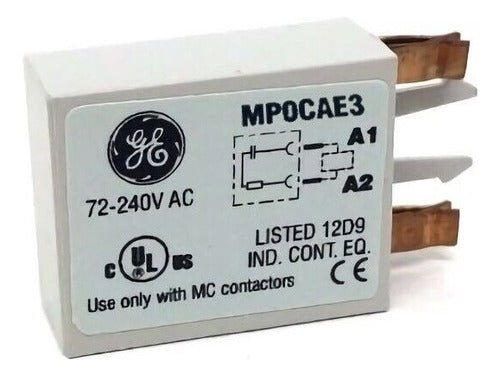 GE
MP0CAE3
A1
A2
72-240V AC
LISTED 12D9
IND. CONT. EQ.
C UL US
CE
Use only with MC contactors